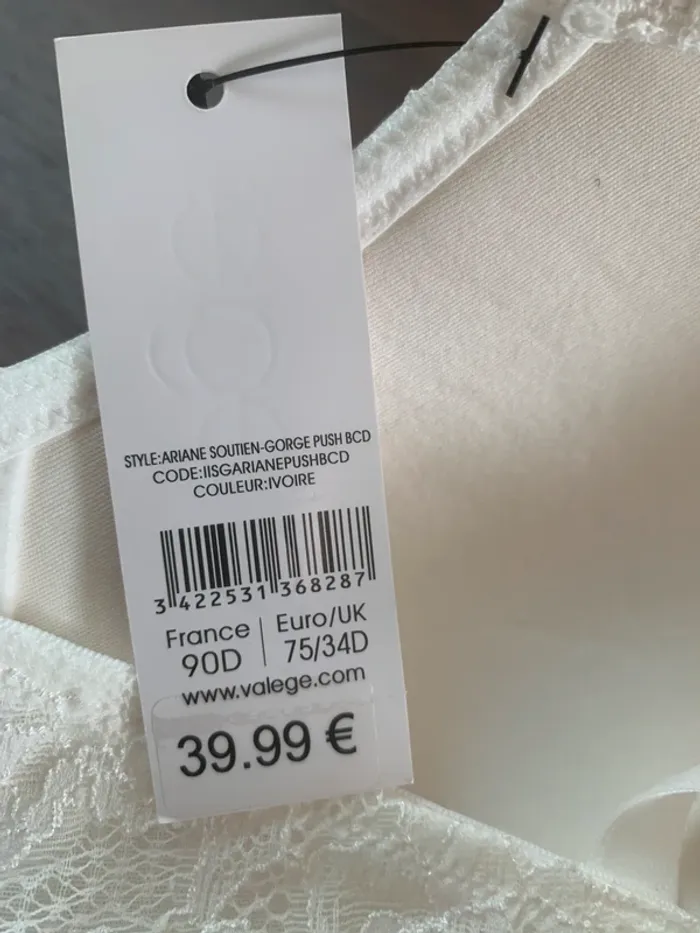 STYLE:ARIANE SOUTIEN-GORGE PUSH BCD
CODE:IISGARIANEPUSHBCD
COULEUR:IVOIRE
3 422531 368287
France | Euro/UK
90D | 75/34D
www.valege.com
39.99 €